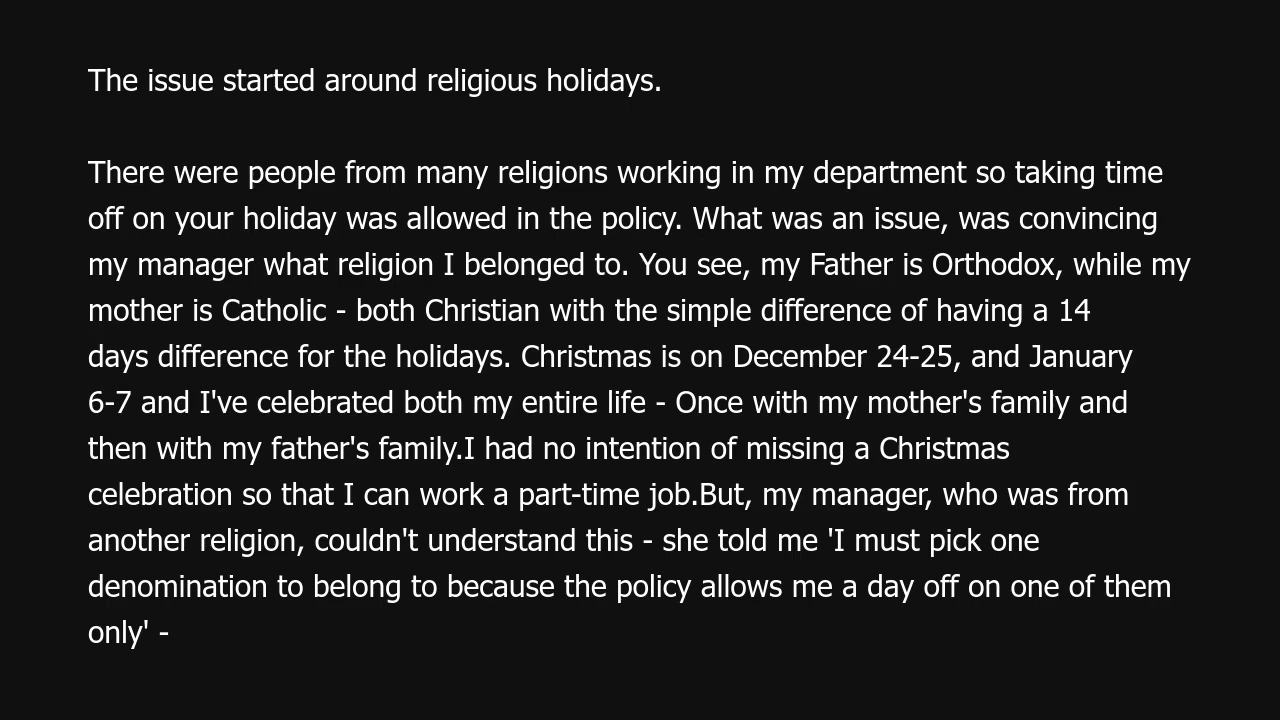 The issue started around religious holidays.
There were people from many religions working in my department so taking time
off on your holiday was allowed in the policy. What was an issue, was convincing
my manager what religion I belonged to. You see, my Father is Orthodox, while my
mother is Catholic - both Christian with the simple difference of having a 14
days difference for the holidays. Christmas is on December 24-25, and January
6-7 and I've celebrated both my entire life - Once with my mother's family and
then with my father's family.I had no intention of missing a Christmas
celebration so that I can work a part-time job.But, my manager, who was from
another religion, couldn't understand this - she told me 'I must pick one
denomination to belong to because the policy allows me a day off on one of them
only' -